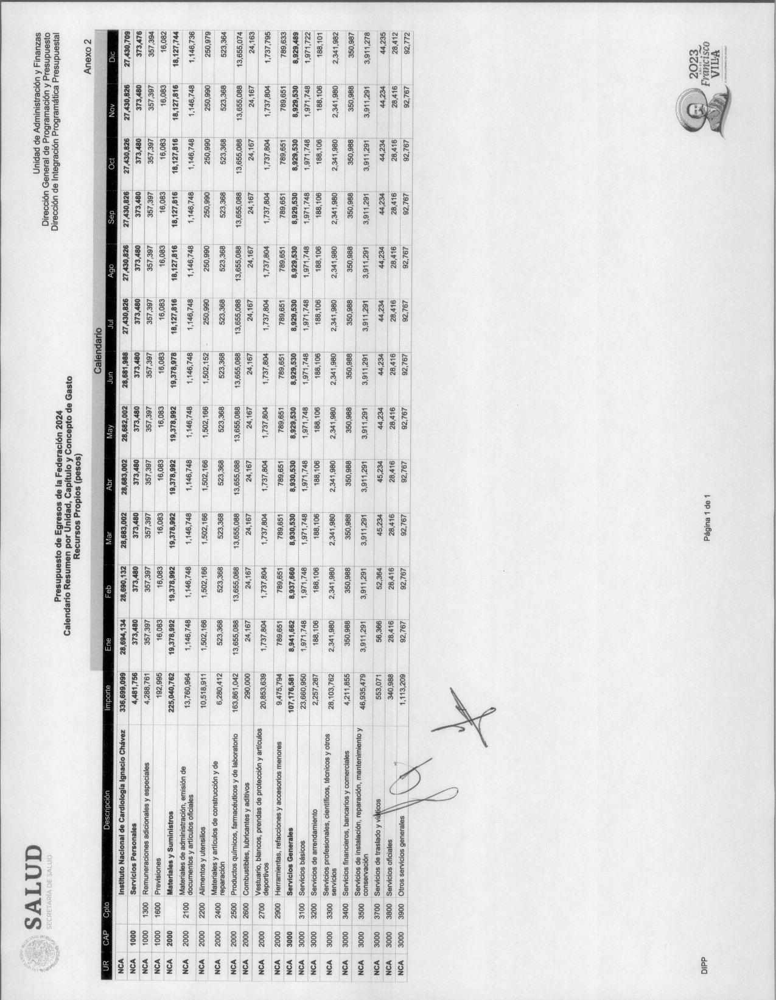 SALUD
SECRETARÍA DE SALUD
Unidad de Administración y Finanzas
Dirección General de Programación y Presupuesto
Dirección de Integración Programática Presupuestal
Presupuesto de Egresos de la Federación 2024
Calendario Resumen por Unidad, Capítulo y Concepto de Gasto
Recursos Propios (pesos)
Anexo 2
Calendario
UR CAP Cpto Descripción Importe Ene Feb Mar Abr May Jun Jul Ago Sep Oct Nov Dic
NCA Instituto Nacional de Cardiología Ignacio Chávez 336,699,099 28,694,134 28,690,132 28,683,002 28,683,002 28,682,002 28,681,988 27,430,826 27,430,826 27,430,826 27,430,826 27,430,826 27,430,709
NCA 1000 Servicios Personales 4,481,756 373,480 373,480 373,480 373,480 373,480 373,480 373,480 373,480 373,480 373,480 373,480 373,476
NCA 1000 1300 Remuneraciones adicionales y especiales 4,288,761 357,397 357,397 357,397 357,397 357,397 357,397 357,397 357,397 357,397 357,397 357,397 357,394
NCA 1000 1600 Previsiones 192,995 16,083 16,083 16,083 16,083 16,083 16,083 16,083 16,083 16,083 16,083 16,083 16,082
NCA 2000 Materiales y Suministros 225,040,762 19,378,992 19,378,992 19,378,992 19,378,992 19,378,992 19,378,978 18,127,816 18,127,816 18,127,816 18,127,816 18,127,816 18,127,744
NCA 2000 2100 Materiales de administración, emisión de documentos y artículos oficiales 13,760,964 1,146,748 1,146,748 1,146,748 1,146,748 1,146,748 1,146,748 1,146,748 1,146,748 1,146,748 1,146,748 1,146,748 1,146,736
NCA 2000 2200 Alimentos y utensilios 10,518,911 1,502,166 1,502,166 1,502,166 1,502,166 1,502,166 1,502,152 250,990 250,990 250,990 250,990 250,990 250,979
NCA 2000 2400 Materiales y artículos de construcción y de reparación 6,280,412 523,368 523,368 523,368 523,368 523,368 523,368 523,368 523,368 523,368 523,368 523,368 523,364
NCA 2000 2500 Productos químicos, farmacéuticos y de laboratorio 163,861,042 13,655,088 13,655,088 13,655,088 13,655,088 13,655,088 13,655,088 13,655,088 13,655,088 13,655,088 13,655,088 13,655,088 13,655,074
NCA 2000 2600 Combustibles, lubricantes y aditivos 290,000 24,167 24,167 24,167 24,167 24,167 24,167 24,167 24,167 24,167 24,167 24,167 24,163
NCA 2000 2700 Vestuario, blancos, prendas de protección y artículos deportivos 20,853,639 1,737,804 1,737,804 1,737,804 1,737,804 1,737,804 1,737,804 1,737,804 1,737,804 1,737,804 1,737,804 1,737,804 1,737,795
NCA 2000 2900 Herramientas, refacciones y accesorios menores 9,475,794 789,651 789,651 789,651 789,651 789,651 789,651 789,651 789,651 789,651 789,651 789,651 789,633
NCA 3000 Servicios Generales 107,176,581 8,941,662 8,937,660 8,930,530 8,930,530 8,929,530 8,929,530 8,929,530 8,929,530 8,929,530 8,929,530 8,929,530 8,929,489
NCA 3000 3100 Servicios básicos 23,660,950 1,971,748 1,971,748 1,971,748 1,971,748 1,971,748 1,971,748 1,971,748 1,971,748 1,971,748 1,971,748 1,971,748 1,971,722
NCA 3000 3200 Servicios de arrendamiento 2,257,267 188,106 188,106 188,106 188,106 188,106 188,106 188,106 188,106 188,106 188,106 188,106 188,101
NCA 3000 3300 Servicios profesionales, científicos, técnicos y otros servicios 28,103,762 2,341,980 2,341,980 2,341,980 2,341,980 2,341,980 2,341,980 2,341,980 2,341,980 2,341,980 2,341,980 2,341,980 2,341,982
NCA 3000 3400 Servicios financieros, bancarios y comerciales 4,211,855 350,988 350,988 350,988 350,988 350,988 350,988 350,988 350,988 350,988 350,988 350,988 350,987
NCA 3000 3500 Servicios de instalación, reparación, mantenimiento y conservación 46,935,479 3,911,291 3,911,291 3,911,291 3,911,291 3,911,291 3,911,291 3,911,291 3,911,291 3,911,291 3,911,291 3,911,291 3,911,278
NCA 3000 3700 Servicios de traslado y viáticos 553,071 56,366 52,364 45,234 45,234 44,234 44,234 44,234 44,234 44,234 44,234 44,234 44,235
NCA 3000 3800 Servicios oficiales 340,988 28,416 28,416 28,416 28,416 28,416 28,416 28,416 28,416 28,416 28,416 28,416 28,412
NCA 3000 3900 Otros servicios generales 1,113,209 92,767 92,767 92,767 92,767 92,767 92,767 92,767 92,767 92,767 92,767 92,767 92,772
DIPP
Página 1 de 1
2023
AÑO DE
Francisco
VILLA